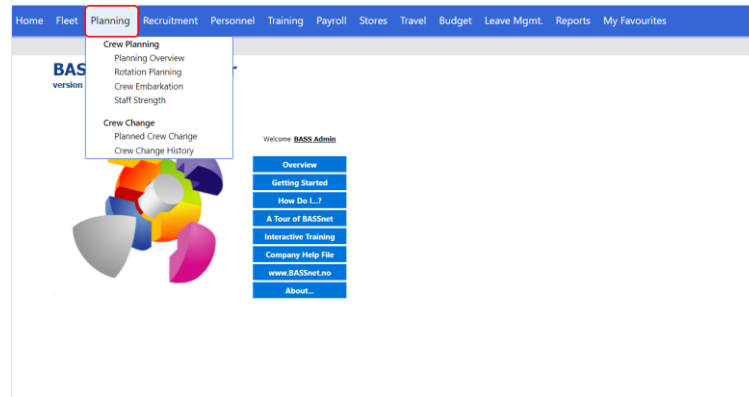 Home Fleet Planning Recruitment Personnel Training Payroll Stores Travel Budget Leave Mgmt. Reports My Favourites
Crew Planning
Planning Overview
Rotation Planning
Crew Embarkation
Staff Strength
Crew Change
Planned Crew Change
Crew Change History
BAS
version
Welcome BASS Admin
Overview
Getting Started
How Do I...?
A Tour of BASSnet
Interactive Training
Company Help File
www.BASSnet.no
About...